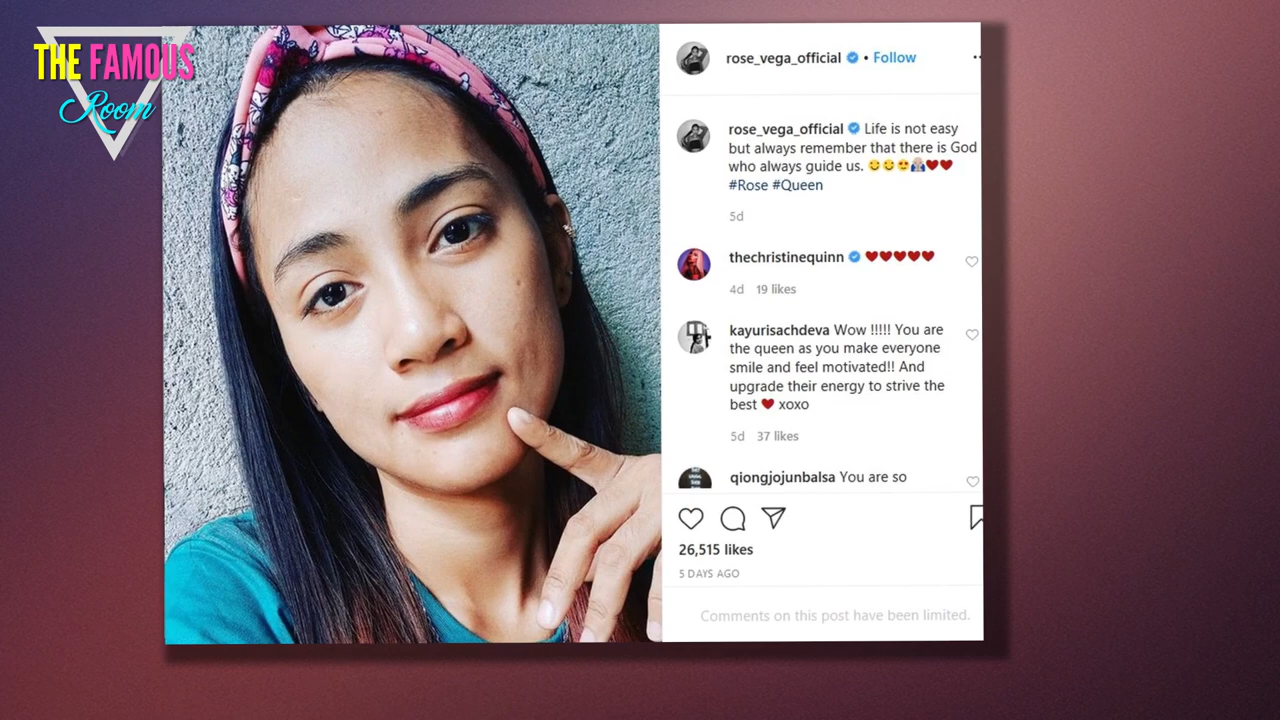 THE FAMOUS
Room
rose_vega_official • Follow
rose_vega_official Life is not easy
but always remember that there is God
who always guide us. 😊😊😍👼❤❤
#Rose #Queen
5d
thechristinequinn ❤❤❤❤❤
4d 19 likes
kayurisachdeva Wow !!!!! You are
the queen as you make everyone
smile and feel motivated!! And
upgrade their energy to strive the
best ❤ xoxo
5d 37 likes
qiongjojunbalsa You are so
26,515 likes
5 DAYS AGO
Comments on this post have been limited.